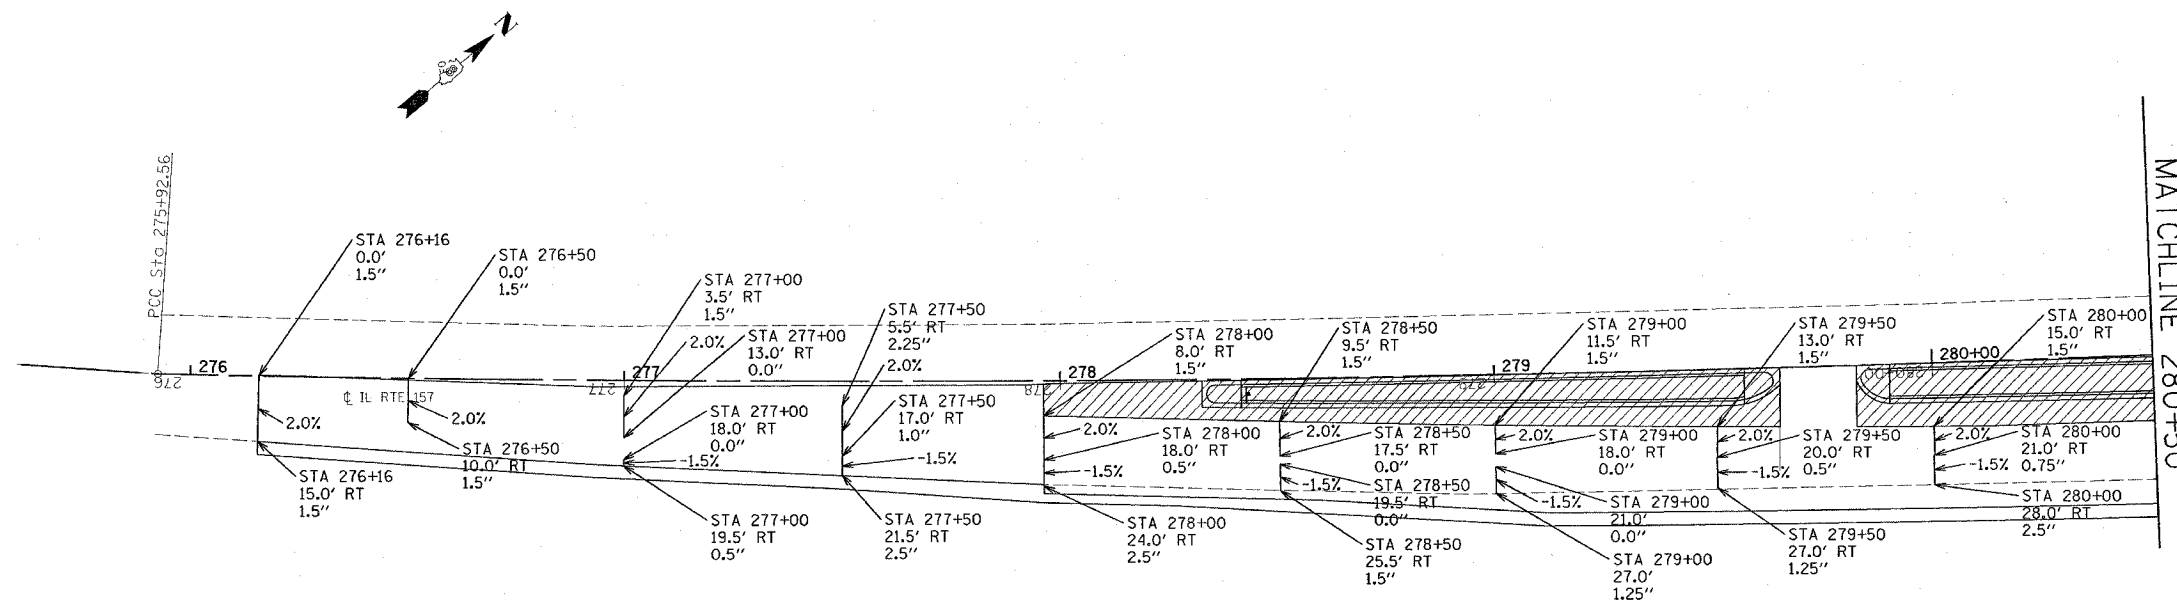 N
PCC Sta 275+92.56
STA 276+16
0.0'
1.5"
STA 276+50
0.0'
1.5"
STA 277+00
3.5' RT
1.5"
2.0%
STA 277+00
13.0' RT
0.0"
STA 277+50
5.5' RT
2.25"
2.0%
STA 278+00
8.0' RT
1.5"
STA 278+50
9.5' RT
1.5"
STA 279+00
11.5' RT
1.5"
STA 279+50
13.0' RT
1.5"
STA 280+00
15.0' RT
1.5"
MATCHLINE 280+50
276
277
278
279
280+00
276
℄ IL RTE 157
277
278
279
280+00
2.0%
2.0%
STA 276+16
15.0' RT
1.5"
STA 276+50
10.0' RT
1.5"
STA 277+00
18.0' RT
0.0"
-1.5%
STA 277+00
19.5' RT
0.5"
STA 277+50
17.0' RT
1.0"
-1.5%
STA 277+50
21.5' RT
2.5"
2.0%
STA 278+00
18.0' RT
0.5"
-1.5%
STA 278+00
24.0' RT
2.5"
2.0%
STA 278+50
17.5' RT
0.0"
-1.5%
STA 278+50
19.5' RT
0.0"
STA 278+50
25.5' RT
1.5"
2.0%
STA 279+00
18.0' RT
0.0"
-1.5%
STA 279+00
21.0'
0.0"
STA 279+00
27.0'
1.25"
2.0%
STA 279+50
20.0' RT
0.5"
-1.5%
STA 279+50
27.0' RT
1.25"
2.0%
STA 280+00
21.0' RT
0.75"
-1.5%
STA 280+00
28.0' RT
2.5"